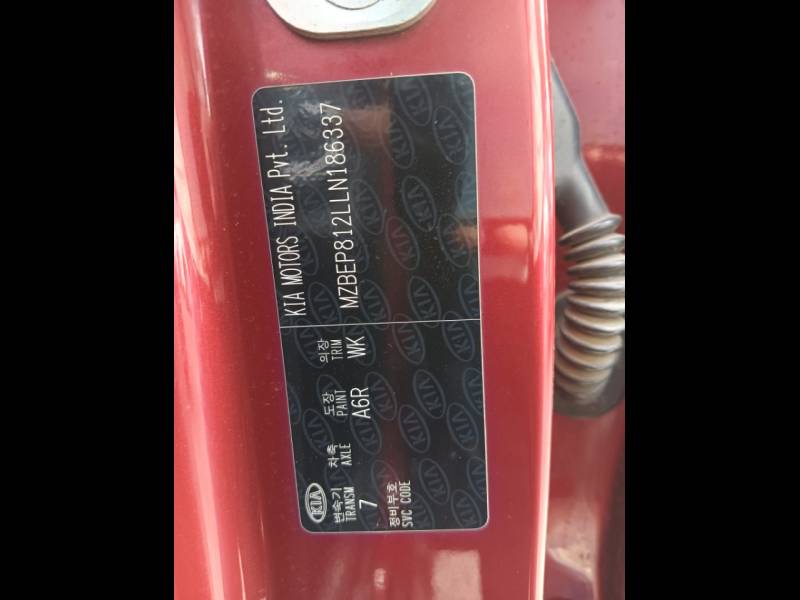 KIA MOTORS INDIA Pvt. Ltd.
MZBEP812LLN186337
KIA
변속기 차축 도장 의장
TRANSM AXLE PAINT TRIM
7 A6R WK
정비부호
SVC CODE